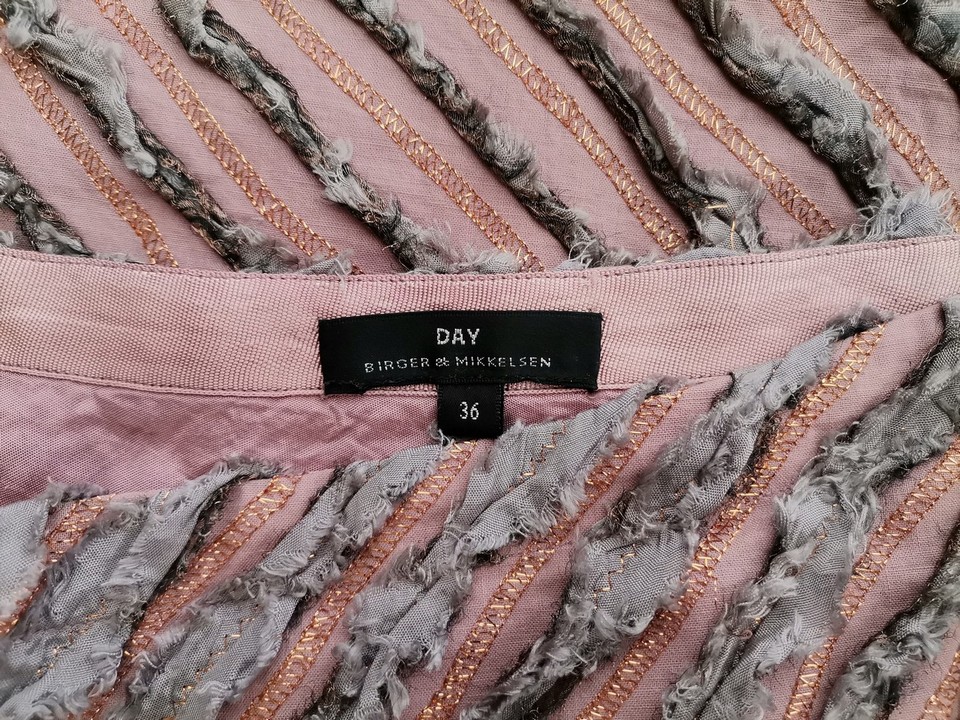 DAY
BIRGER & MIKKELSEN
36